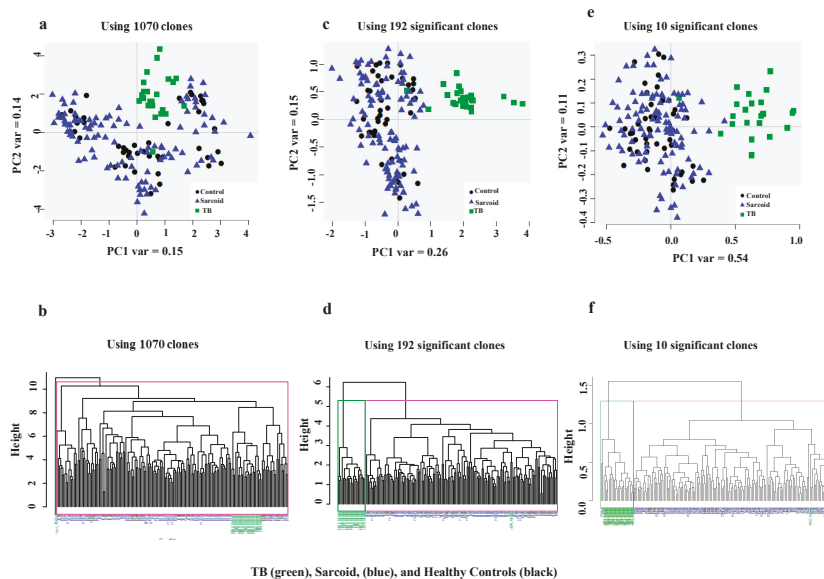 a
Using 1070 clones
PC2 var = 0.14
4
2
0
-2
-4
Control
Sarcoid
TB
-3 -2 -1 0 1 2 3 4
PC1 var = 0.15
c
Using 192 significant clones
PC2 var = 0.15
1.0
0.5
0.0
-0.5
-1.0
-1.5
Control
Sarcoid
TB
-2 -1 0 1 2 3 4
PC1 var = 0.26
e
Using 10 significant clones
PC2 var = 0.11
0.3
0.2
0.1
0.0
-0.1
-0.2
-0.3
-0.4
Control
Sarcoid
TB
-0.5 0.0 0.5 1.0
PC1 var = 0.54
b
Using 1070 clones
Height
10
8
6
4
2
0
d
Using 192 significant clones
Height
6
5
4
3
2
1
0
f
Using 10 significant clones
Height
1.5
1.0
0.5
0.0
TB (green), Sarcoid, (blue), and Healthy Controls (black)